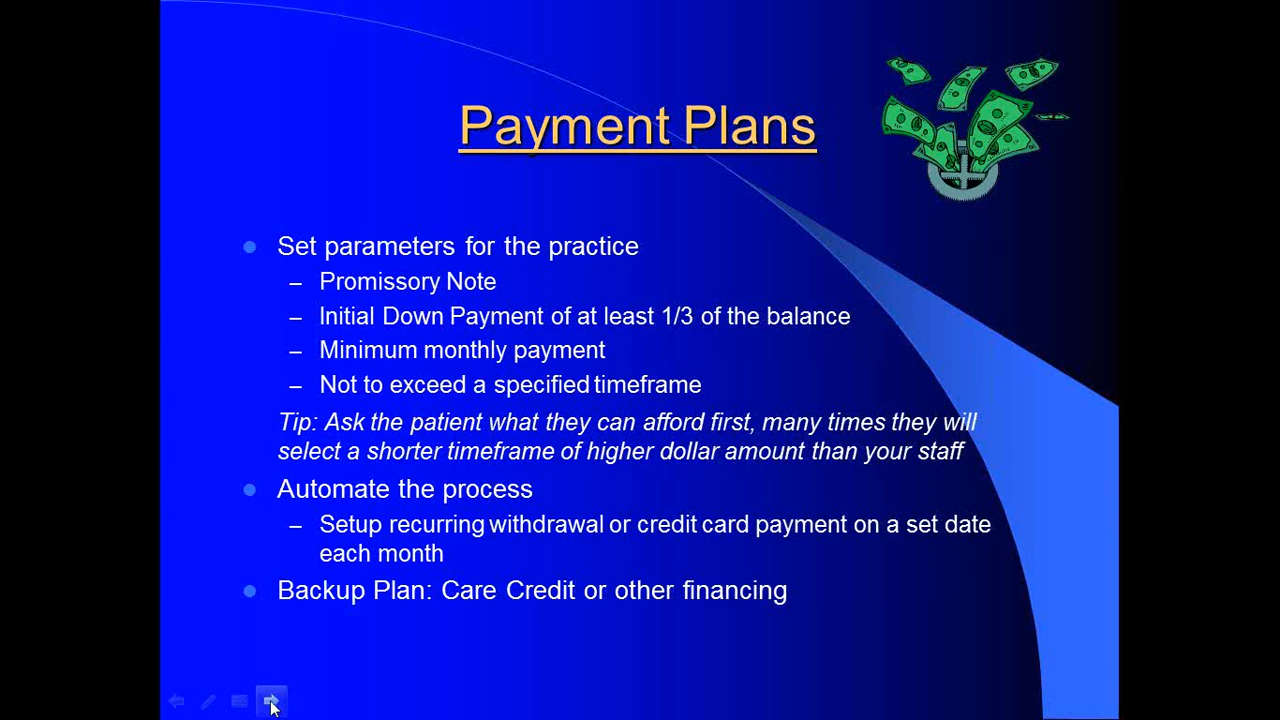 Payment Plans
Set parameters for the practice
– Promissory Note
– Initial Down Payment of at least 1/3 of the balance
– Minimum monthly payment
– Not to exceed a specified timeframe
Tip: Ask the patient what they can afford first, many times they will
select a shorter timeframe of higher dollar amount than your staff
Automate the process
– Setup recurring withdrawal or credit card payment on a set date
each month
Backup Plan: Care Credit or other financing